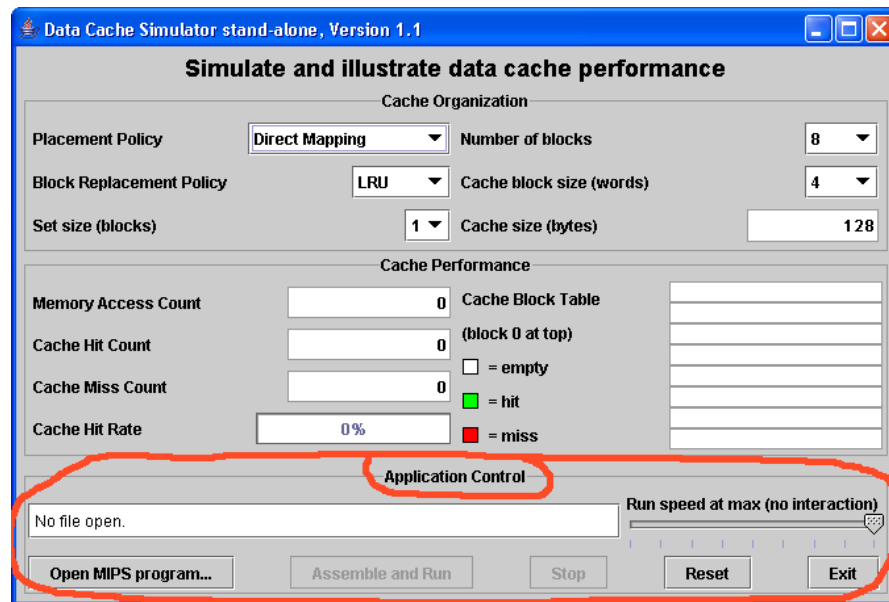 Data Cache Simulator stand-alone, Version 1.1
Simulate and illustrate data cache performance
Cache Organization
Placement Policy Direct Mapping Number of blocks 8
Block Replacement Policy LRU Cache block size (words) 4
Set size (blocks) 1 Cache size (bytes) 128
Cache Performance
Memory Access Count 0 Cache Block Table
(block 0 at top)
Cache Hit Count 0
= empty
Cache Miss Count 0
= hit
Cache Hit Rate 0%
= miss
Application Control
No file open. Run speed at max (no interaction)
Open MIPS program... Assemble and Run Stop Reset Exit